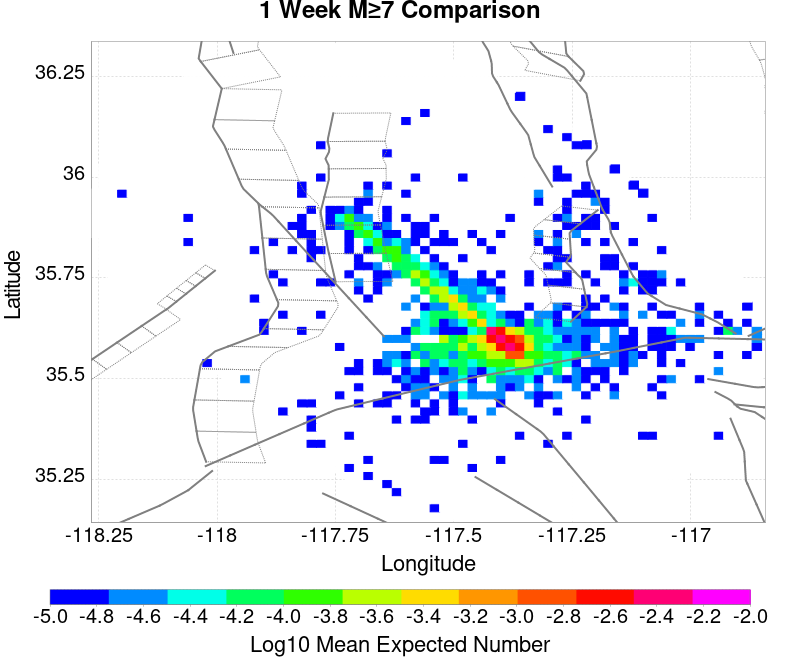 1 Week M≥7 Comparison
36.25
36
35.75
35.5
35.25
Latitude
-118.25 -118 -117.75 -117.5 -117.25 -117
Longitude
-5.0 -4.8 -4.6 -4.4 -4.2 -4.0 -3.8 -3.6 -3.4 -3.2 -3.0 -2.8 -2.6 -2.4 -2.2 -2.0
Log10 Mean Expected Number